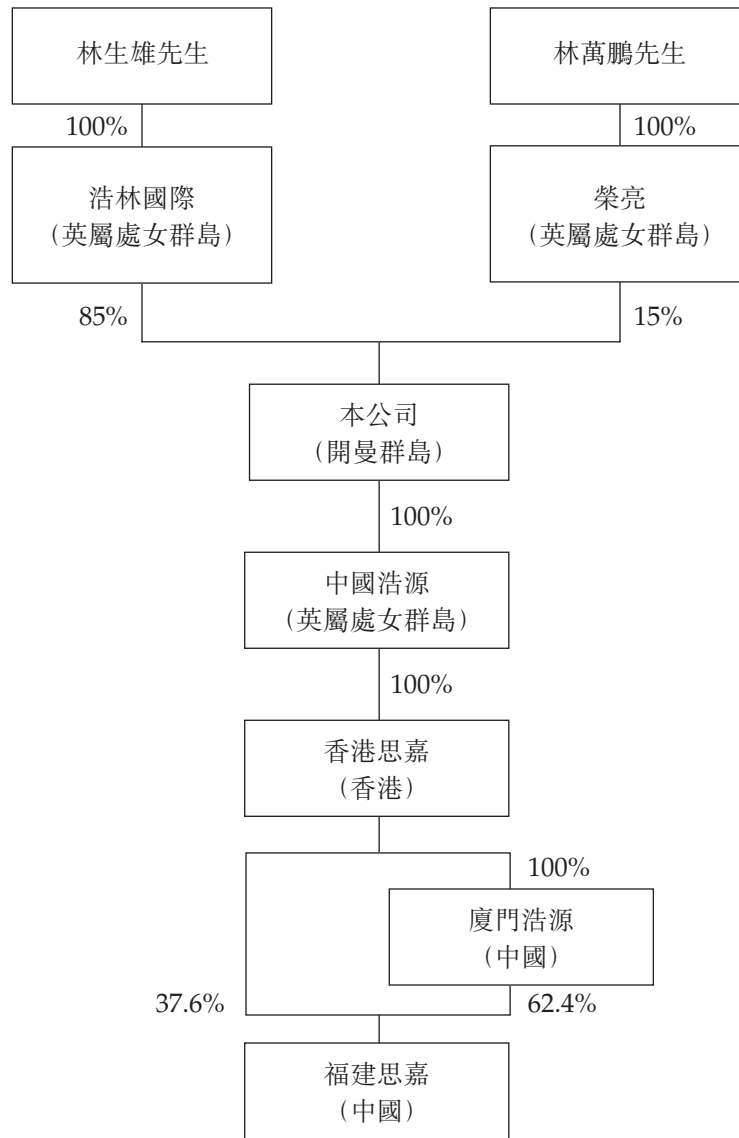 林生雄先生
林萬鵬先生
100%
100%
浩林國際
（英屬處女群島）
榮亮
（英屬處女群島）
85%
15%
本公司
（開曼群島）
100%
中國浩源
（英屬處女群島）
100%
香港思嘉
（香港）
100%
廈門浩源
（中國）
37.6%
62.4%
福建思嘉
（中國）